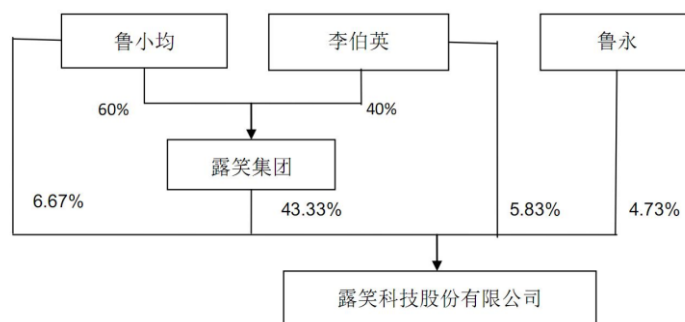 鲁小均
李伯英
鲁永
60%
40%
露笑集团
6.67%
43.33%
5.83%
4.73%
露笑科技股份有限公司